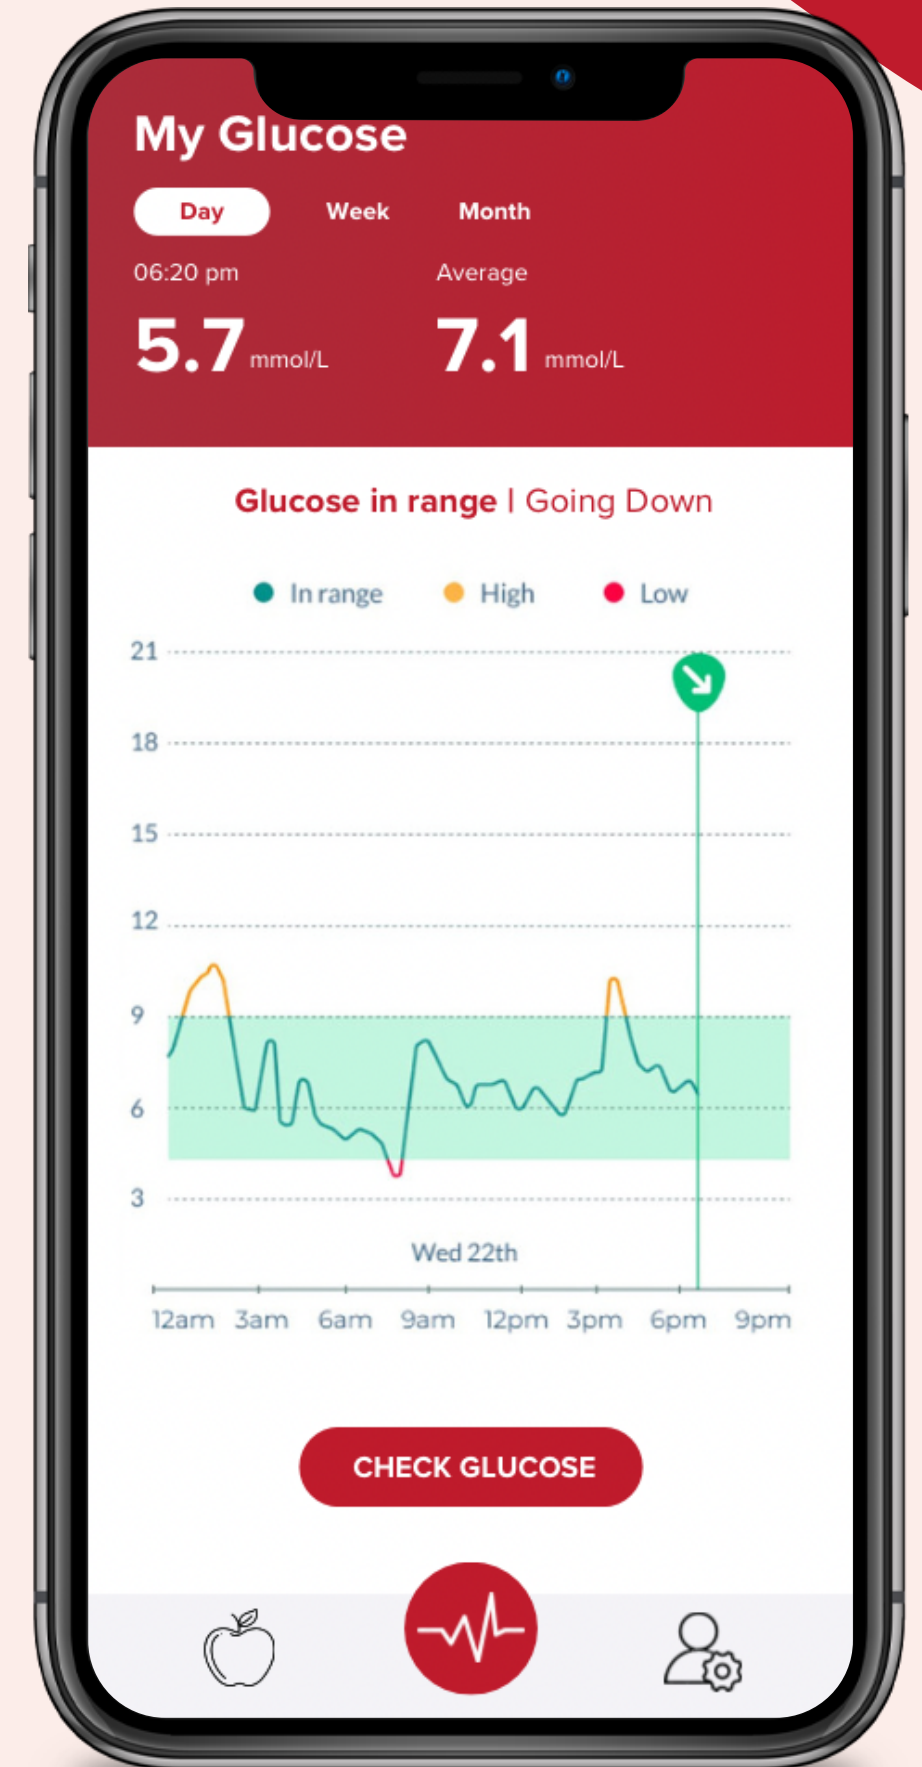 My Glucose
Day Week Month
06:20 pm Average
5.7 mmol/L 7.1 mmol/L
Glucose in range | Going Down
In range High Low
21
18
15
12
9
6
3
Wed 22th
12am 3am 6am 9am 12pm 3pm 6pm 9pm
CHECK GLUCOSE